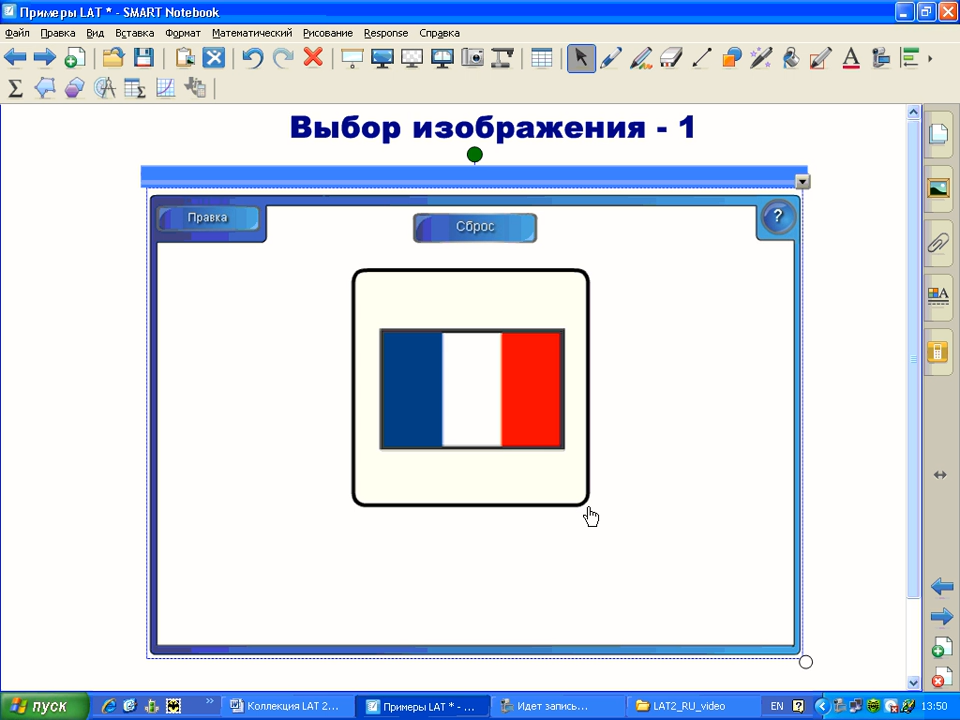 Примеры LAT * - SMART Notebook
Файл Правка Вид Вставка Формат Математический Рисование Response Справка
Выбор изображения - 1
Правка
Сброс
?
пуск
Коллекция LAT 2...
Примеры LAT * - ...
Идет запись...
LAT2_RU_video
EN
13:50